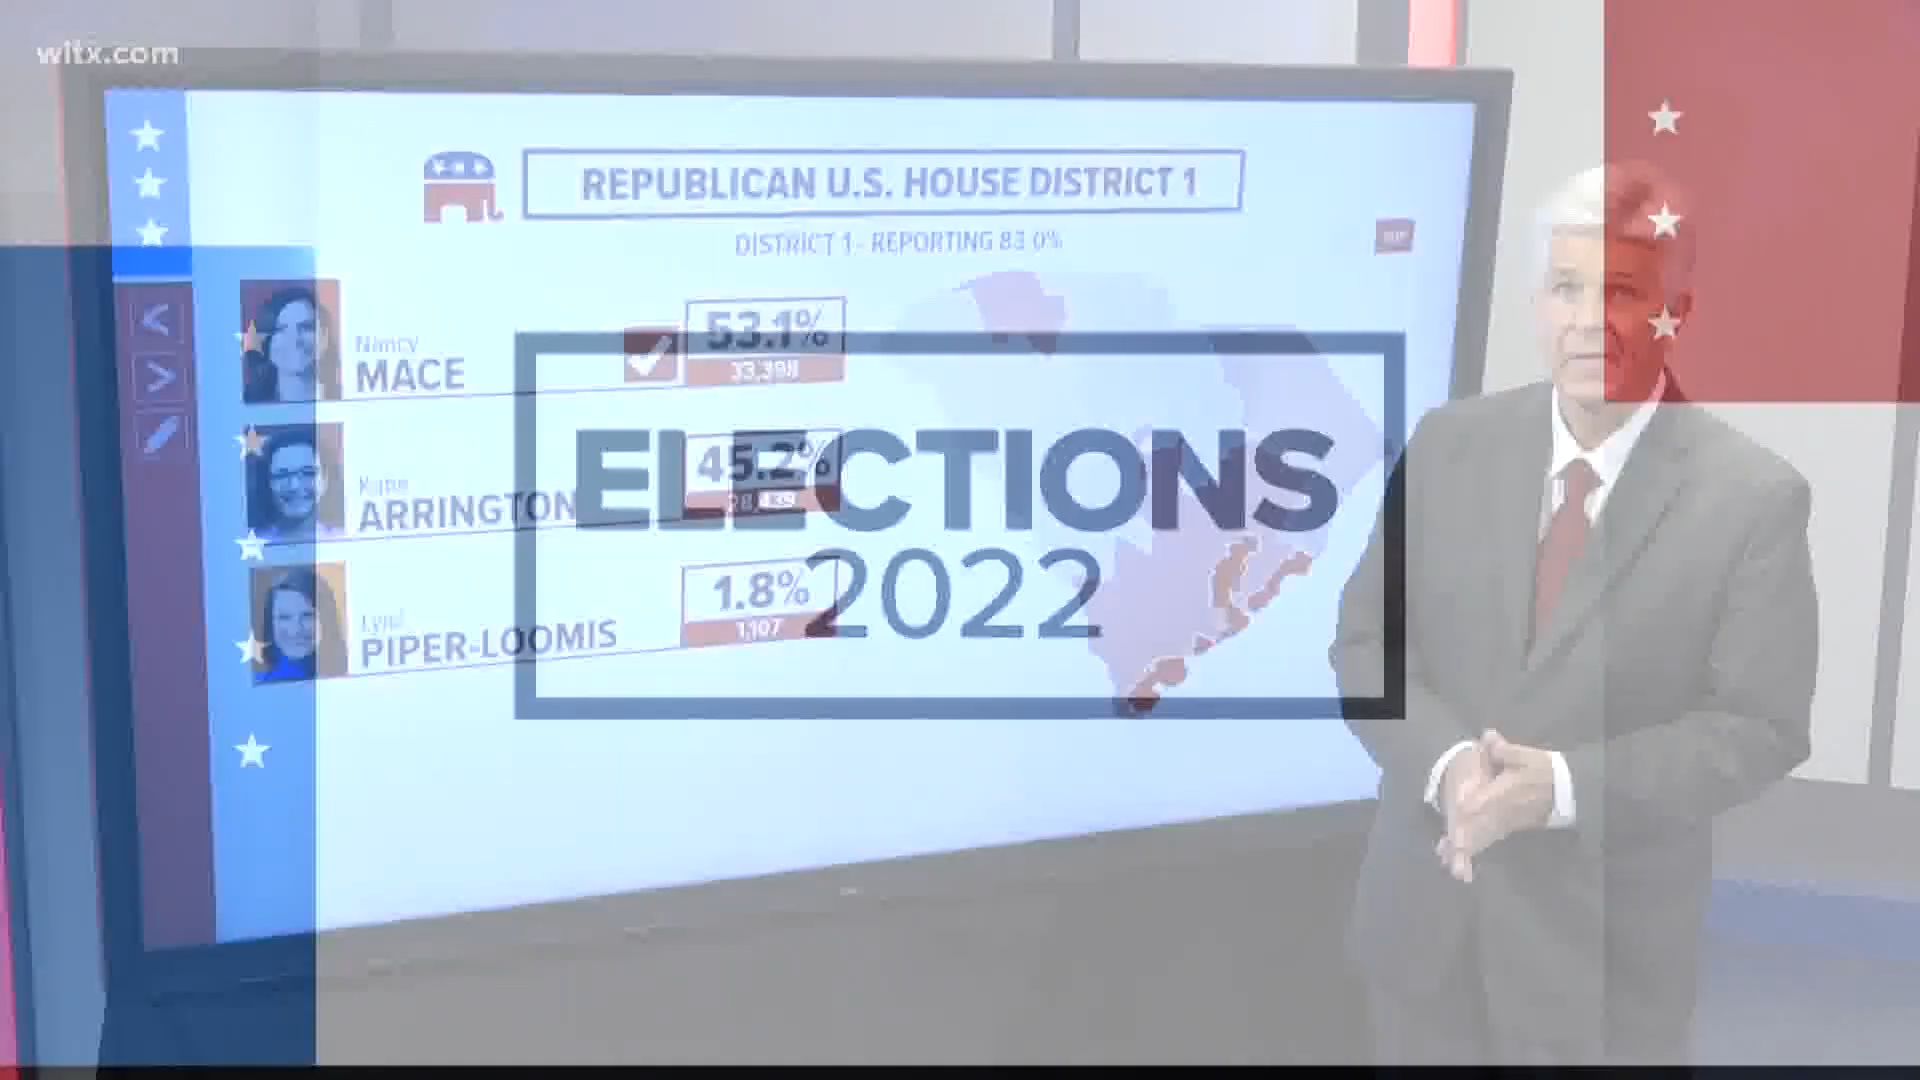 wltx.com
REPUBLICAN U.S. HOUSE DISTRICT 1
DISTRICT 1 - REPORTING 83.0%
Nancy
MACE
53.1%
33,398
Katie
ARRINGTON
45.2%
PIPER-LOOMIS
1.8%
1,107
ELECTIONS
2022